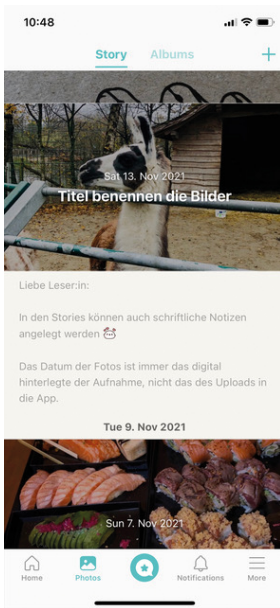 10:48
Story Albums
Sat 13. Nov 2021
Titel benennen die Bilder
Liebe Leser:in:
In den Stories können auch schriftliche Notizen
angelegt werden
Das Datum der Fotos ist immer das digital
hinterlegte der Aufnahme, nicht das des Uploads in
die App.
Tue 9. Nov 2021
Sun 7. Nov 2021
Home Photos Notifications More